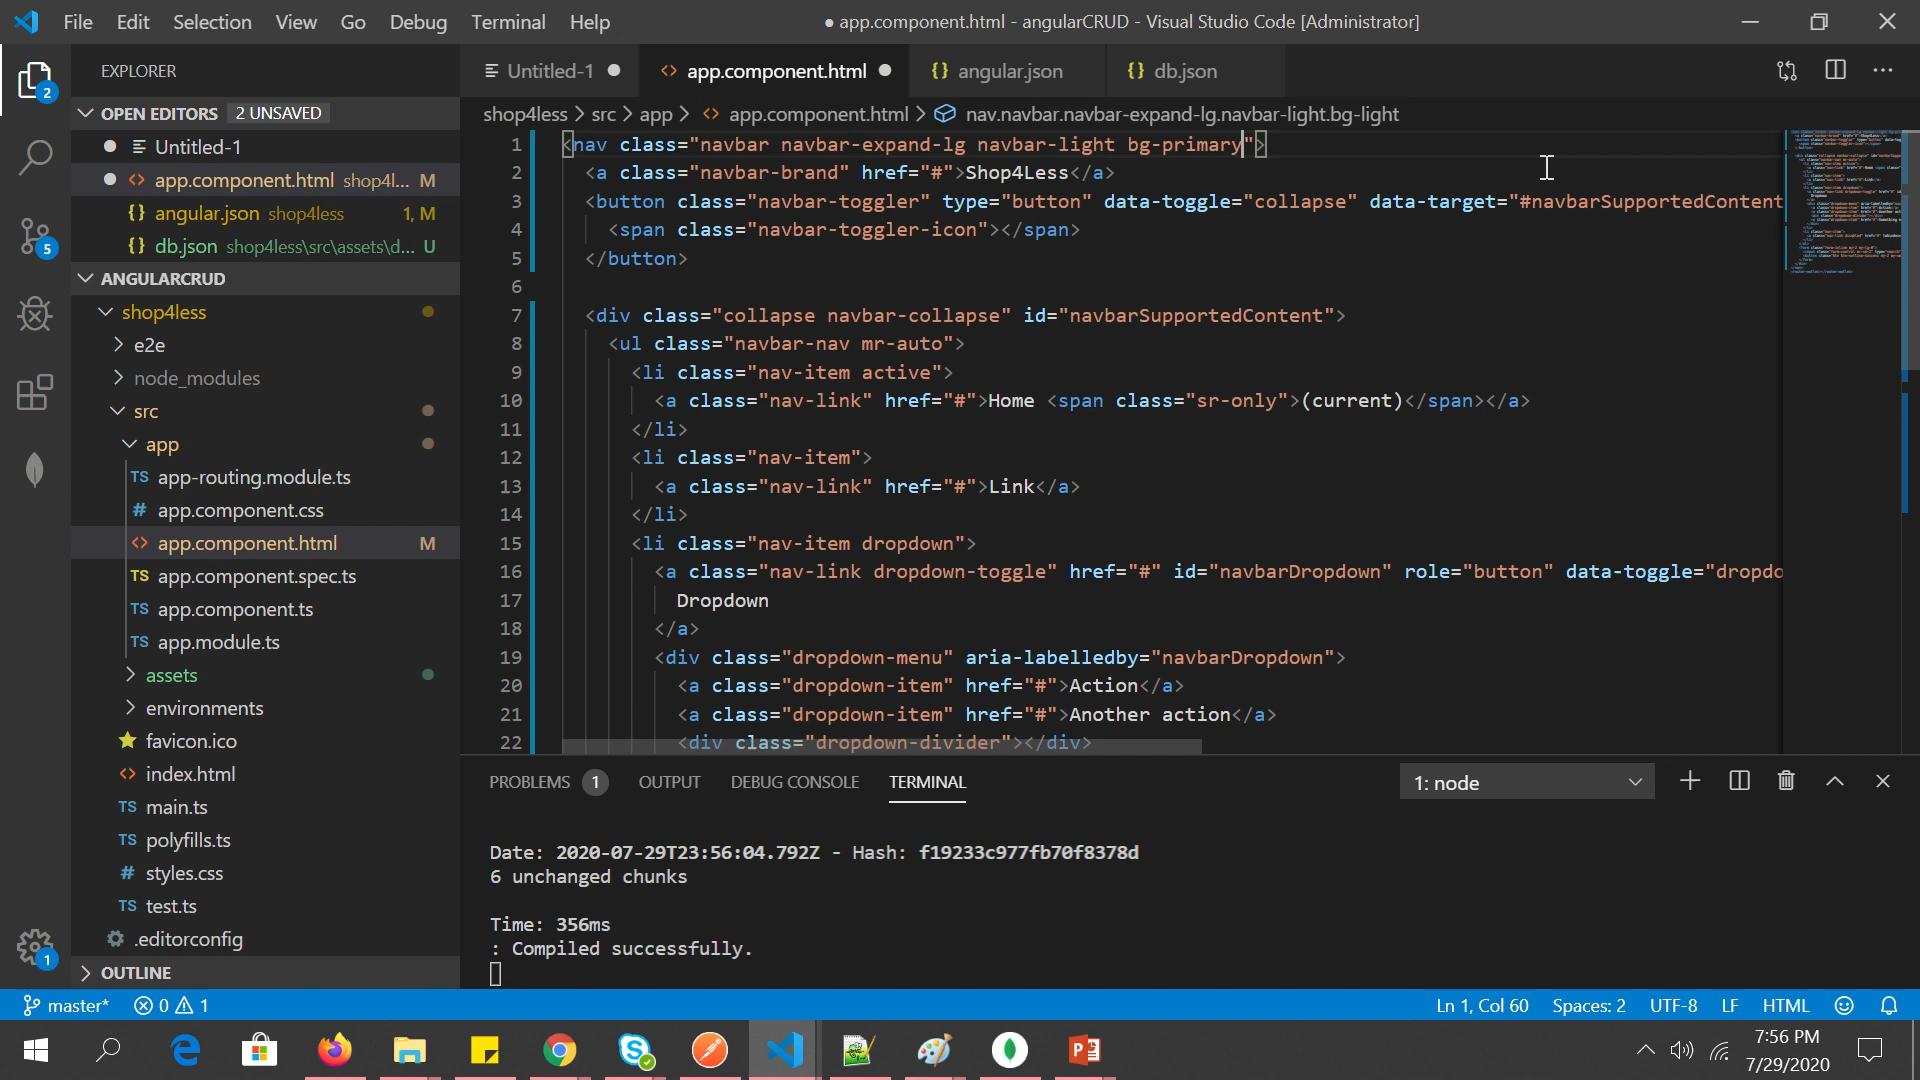 File Edit Selection View Go Debug Terminal Help
● app.component.html - angularCRUD - Visual Studio Code [Administrator]
EXPLORER
OPEN EDITORS 2 UNSAVED
Untitled-1
app.component.html shop4l... M
{} angular.json shop4less 1, M
{} db.json shop4less\src\assets\d... U
ANGULARCRUD
shop4less
e2e
node_modules
src
app
TS app-routing.module.ts
# app.component.css
<> app.component.html M
TS app.component.spec.ts
TS app.component.ts
TS app.module.ts
assets
environments
favicon.ico
<> index.html
TS main.ts
TS polyfills.ts
# styles.css
TS test.ts
.editorconfig
OUTLINE
2
5
1
Untitled-1
<> app.component.html
{} angular.json
{} db.json
shop4less > src > app > <> app.component.html > nav.navbar.navbar-expand-lg.navbar-light.bg-light
1 <nav class="navbar navbar-expand-lg navbar-light bg-primary">
2 <a class="navbar-brand" href="#">Shop4Less</a>
3 <button class="navbar-toggler" type="button" data-toggle="collapse" data-target="#navbarSupportedContent
4 <span class="navbar-toggler-icon"></span>
5 </button>
6
7 <div class="collapse navbar-collapse" id="navbarSupportedContent">
8 <ul class="navbar-nav mr-auto">
9 <li class="nav-item active">
10 <a class="nav-link" href="#">Home <span class="sr-only">(current)</span></a>
11 </li>
12 <li class="nav-item">
13 <a class="nav-link" href="#">Link</a>
14 </li>
15 <li class="nav-item dropdown">
16 <a class="nav-link dropdown-toggle" href="#" id="navbarDropdown" role="button" data-toggle="dropdo
17 Dropdown
18 </a>
19 <div class="dropdown-menu" aria-labelledby="navbarDropdown">
20 <a class="dropdown-item" href="#">Action</a>
21 <a class="dropdown-item" href="#">Another action</a>
22 <div class="dropdown-divider"></div>
PROBLEMS 1 OUTPUT DEBUG CONSOLE TERMINAL
1: node
Date: 2020-07-29T23:56:04.792Z - Hash: f19233c977fb70f8378d
6 unchanged chunks
Time: 356ms
: Compiled successfully.
master* 0 1
Ln 1, Col 60 Spaces: 2 UTF-8 LF HTML
7:56 PM
7/29/2020